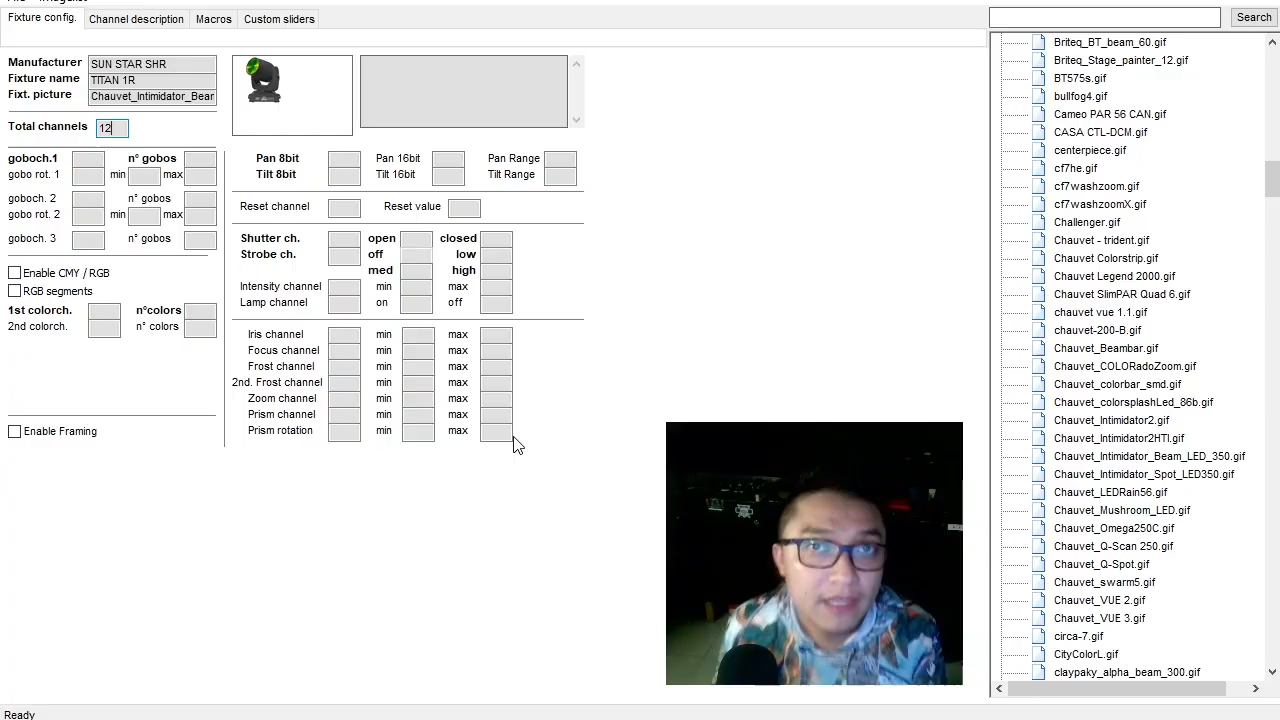 Fixture config. Channel description Macros Custom sliders Search
Manufacturer SUN STAR SHR
Fixture name TITAN 1R
Fixt. picture Chauvet_Intimidator_Bear
Total channels 12
goboch.1 n° gobos
gobo rot. 1 min max
goboch. 2 n° gobos
gobo rot. 2 min max
goboch. 3 n° gobos
Enable CMY / RGB
RGB segments
1st colorch. n°colors
2nd colorch. n° colors
Enable Framing
Pan 8bit Pan 16bit Pan Range
Tilt 8bit Tilt 16bit Tilt Range
Reset channel Reset value
Shutter ch. open closed
Strobe ch. off low
med high
Intensity channel min max
Lamp channel on off
Iris channel min max
Focus channel min max
Frost channel min max
2nd. Frost channel min max
Zoom channel min max
Prism channel min max
Prism rotation min max
Briteq_BT_beam_60.gif
Briteq_Stage_painter_12.gif
BT575s.gif
bullfog4.gif
Cameo PAR 56 CAN.gif
CASA CTL-DCM.gif
centerpiece.gif
cf7he.gif
cf7washzoom.gif
cf7washzoomX.gif
Challenger.gif
Chauvet - trident.gif
Chauvet Colorstrip.gif
Chauvet Legend 2000.gif
Chauvet SlimPAR Quad 6.gif
chauvet vue 1.1.gif
chauvet-200-B.gif
Chauvet_Beambar.gif
Chauvet_COLORadoZoom.gif
Chauvet_colorbar_smd.gif
Chauvet_colorsplashLed_86b.gif
Chauvet_Intimidator2.gif
Chauvet_Intimidator2HTI.gif
Chauvet_Intimidator_Beam_LED_350.gif
Chauvet_Intimidator_Spot_LED350.gif
Chauvet_LEDRain56.gif
Chauvet_Mushroom_LED.gif
Chauvet_Omega250C.gif
Chauvet_Q-Scan 250.gif
Chauvet_Q-Spot.gif
Chauvet_swarm5.gif
Chauvet_VUE 2.gif
Chauvet_VUE 3.gif
circa-7.gif
CityColorL.gif
claypaky_alpha_beam_300.gif
Ready